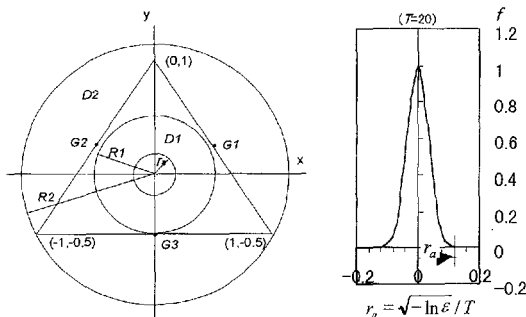 y
(0,1)
D2
D1
G2
G1
R1
x
R2
(-1,-0.5)
(1,-0.5)
G3
(T=20)
f
1.2
1
0.8
0.6
0.4
0.2
0
-0.2
r_a
-0.2
0
0.2
r_a = √-ln ε / T